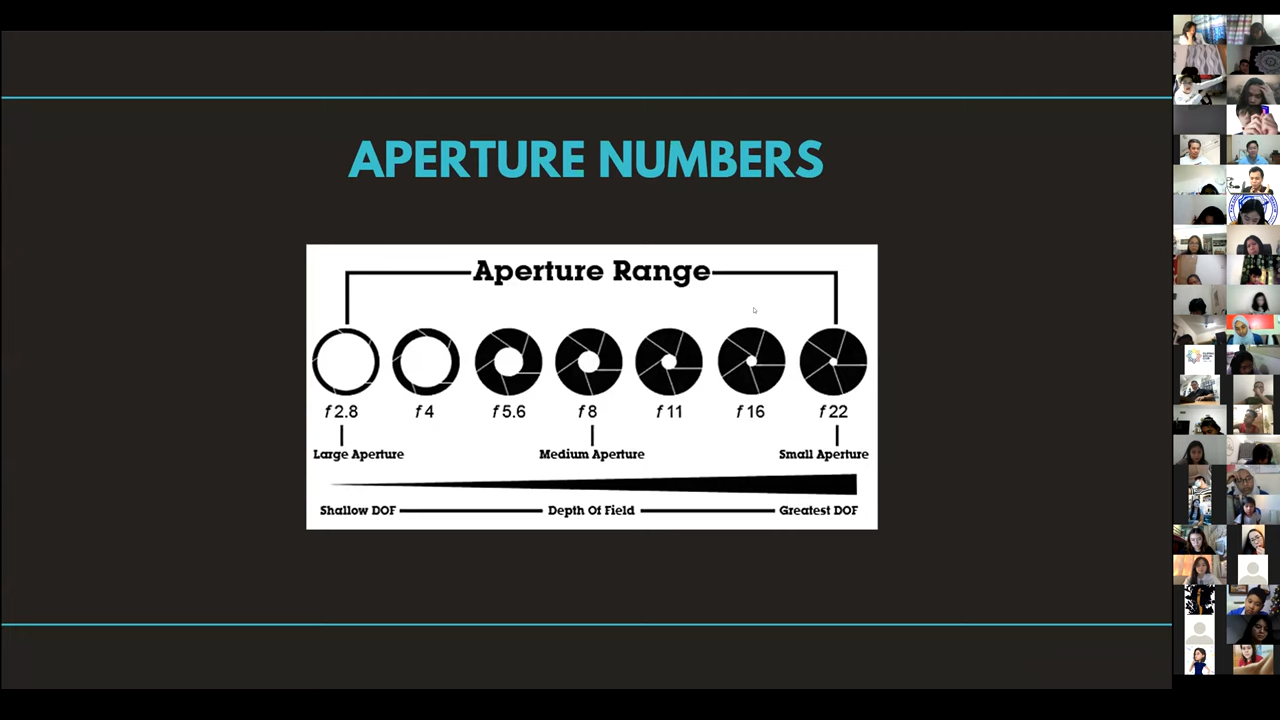 APERTURE NUMBERS
Aperture Range
f 2.8 f 4 f 5.6 f 8 f 11 f 16 f 22
Large Aperture Medium Aperture Small Aperture
Shallow DOF Depth Of Field Greatest DOF